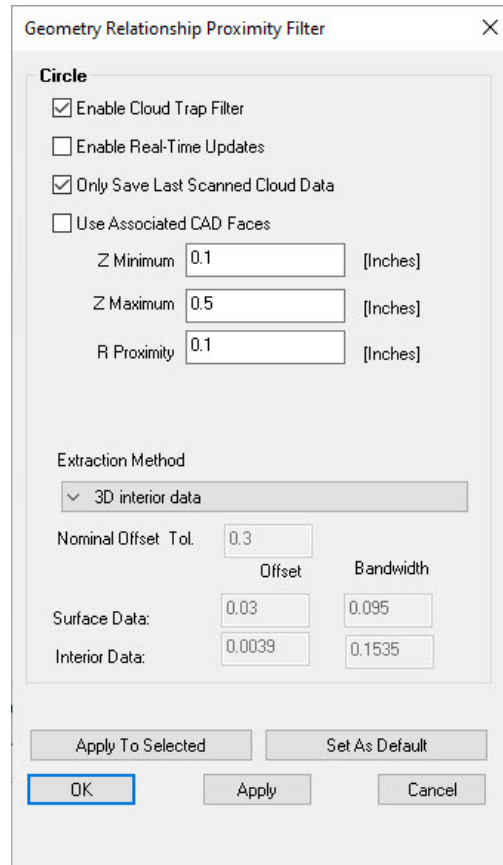 Geometry Relationship Proximity Filter
Circle
Enable Cloud Trap Filter
Enable Real-Time Updates
Only Save Last Scanned Cloud Data
Use Associated CAD Faces
Z Minimum 0.1 [Inches]
Z Maximum 0.5 [Inches]
R Proximity 0.1 [Inches]
Extraction Method
3D interior data
Nominal Offset Tol. 0.3
Offset Bandwidth
Surface Data: 0.03 0.095
Interior Data: 0.0039 0.1535
Apply To Selected Set As Default
OK Apply Cancel